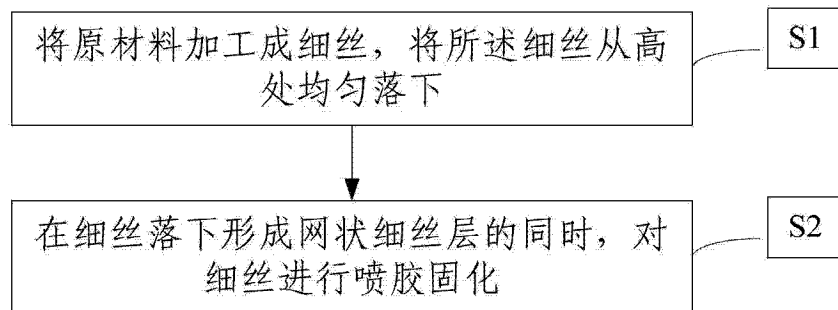 将原材料加工成细丝，将所述细丝从高
处均匀落下
S1
在细丝落下形成网状细丝层的同时，对
细丝进行喷胶固化
S2